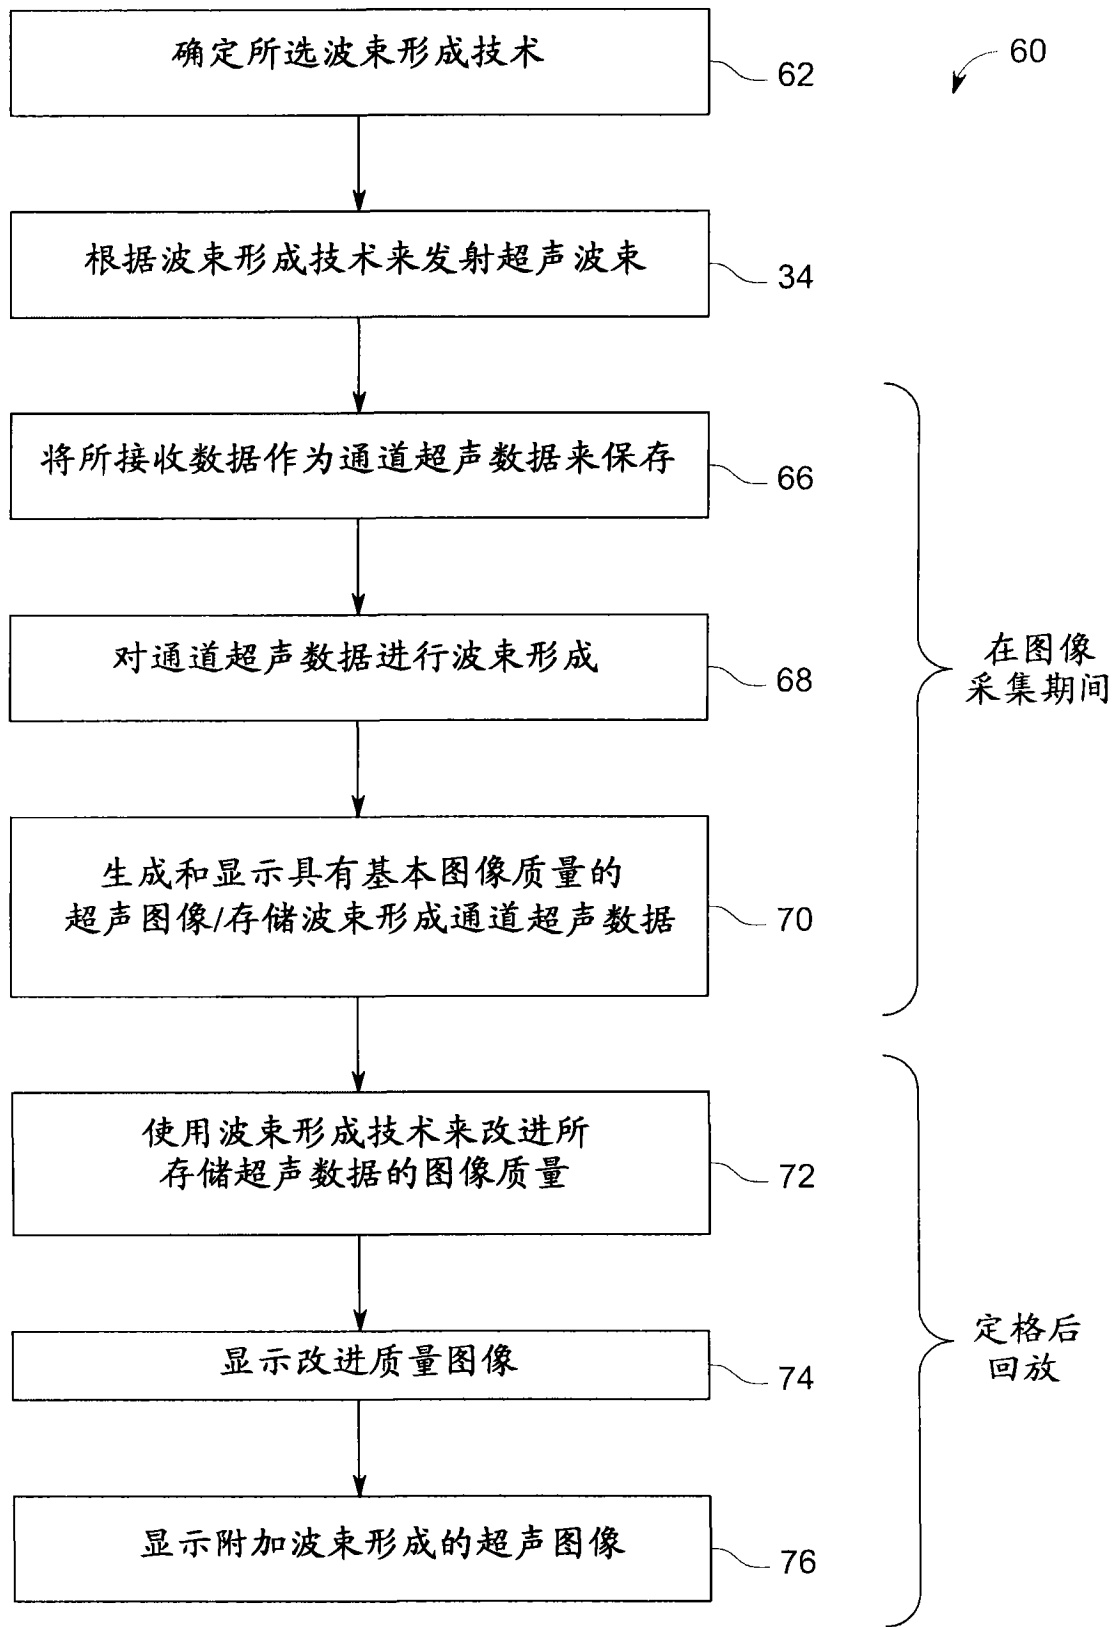 确定所选波束形成技术
62
60
根据波束形成技术来发射超声波束
34
将所接收数据作为通道超声数据来保存
66
对通道超声数据进行波束形成
68
在图像
采集期间
生成和显示具有基本图像质量的
超声图像/存储波束形成通道超声数据
70
使用波束形成技术来改进所
存储超声数据的图像质量
72
显示改进质量图像
74
定格后
回放
显示附加波束形成的超声图像
76